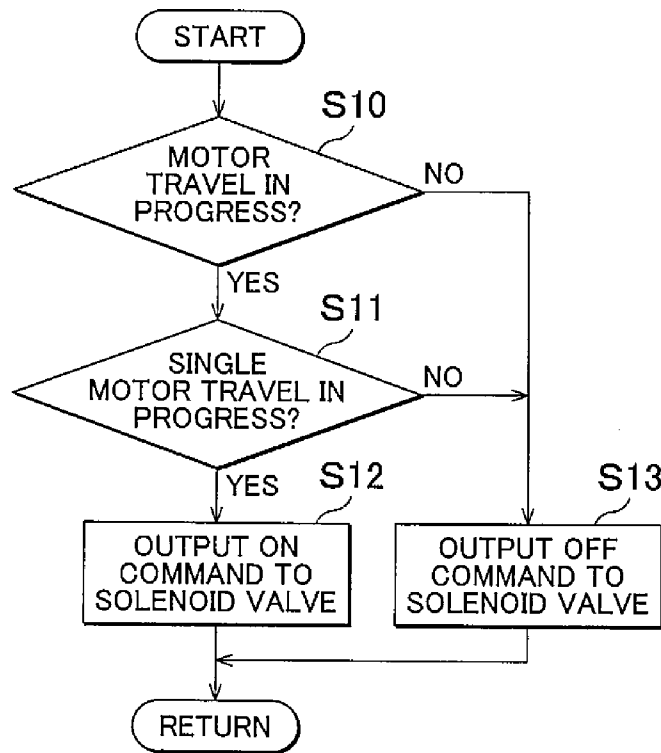 START
S10
MOTOR
TRAVEL IN
PROGRESS?
NO
YES
S11
SINGLE
MOTOR TRAVEL IN
PROGRESS?
NO
YES
S12
OUTPUT ON
COMMAND TO
SOLENOID VALVE
S13
OUTPUT OFF
COMMAND TO
SOLENOID VALVE
RETURN